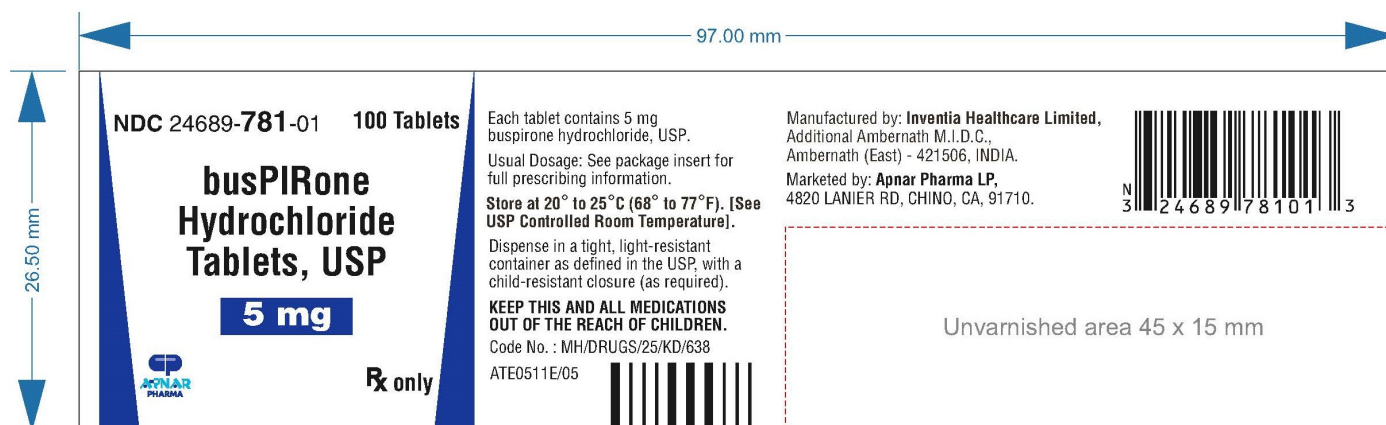 97.00 mm
26.50 mm
NDC 24689-781-01 100 Tablets
busPIRone
Hydrochloride
Tablets, USP
5 mg
APNAR
PHARMA
Rx only
Each tablet contains 5 mg
buspirone hydrochloride, USP.
Usual Dosage: See package insert for
full prescribing information.
Store at 20° to 25°C (68° to 77°F). [See
USP Controlled Room Temperature].
Dispense in a tight, light-resistant
container as defined in the USP, with a
child-resistant closure (as required).
KEEP THIS AND ALL MEDICATIONS
OUT OF THE REACH OF CHILDREN.
Code No. : MH/DRUGS/25/KD/638
ATE0511E/05
Manufactured by: Inventia Healthcare Limited,
Additional Ambernath M.I.D.C.,
Ambernath (East) - 421506, INDIA.
Marketed by: Apnar Pharma LP,
4820 LANIER RD, CHINO, CA, 91710.
N
3 24689 78101 3
Unvarnished area 45 x 15 mm